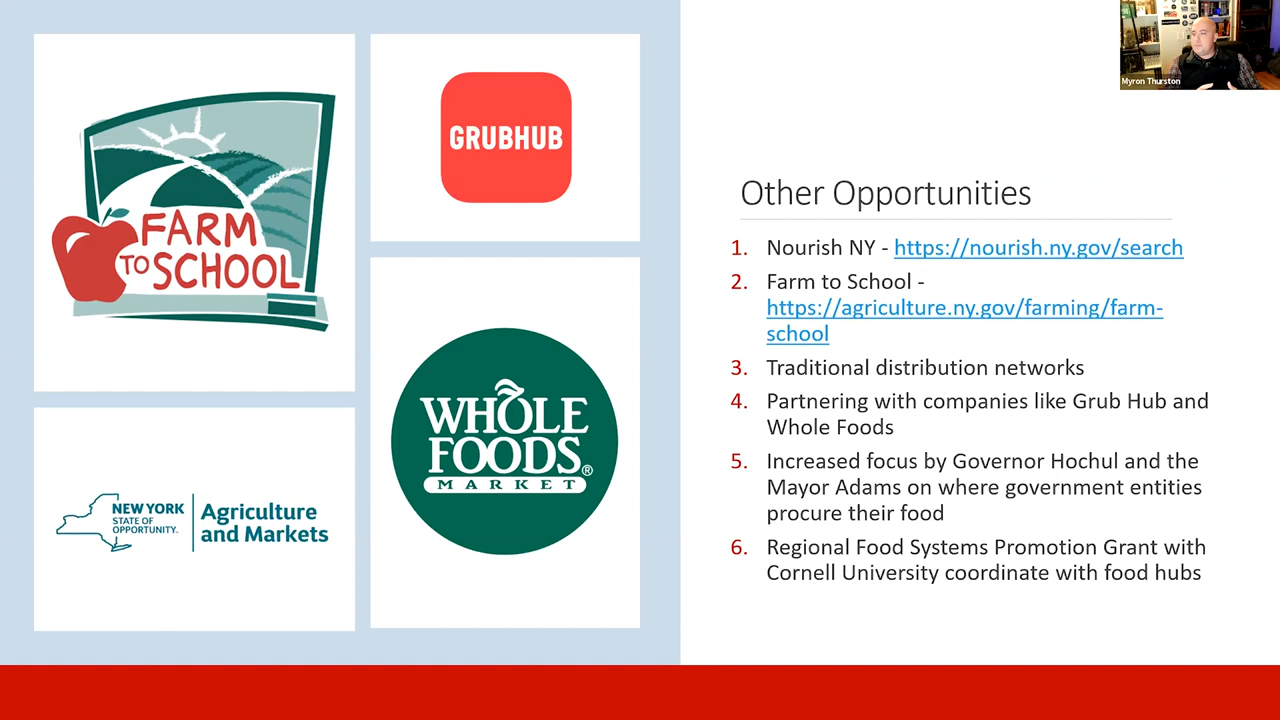 FARM
TO SCHOOL
GRUBHUB
WHOLE
FOODS®
MARKET
NEW YORK
STATE OF
OPPORTUNITY.
Agriculture
and Markets
Myron Thurston
Other Opportunities
1. Nourish NY - https://nourish.ny.gov/search
2. Farm to School -
https://agriculture.ny.gov/farming/farm-
school
3. Traditional distribution networks
4. Partnering with companies like Grub Hub and
Whole Foods
5. Increased focus by Governor Hochul and the
Mayor Adams on where government entities
procure their food
6. Regional Food Systems Promotion Grant with
Cornell University coordinate with food hubs